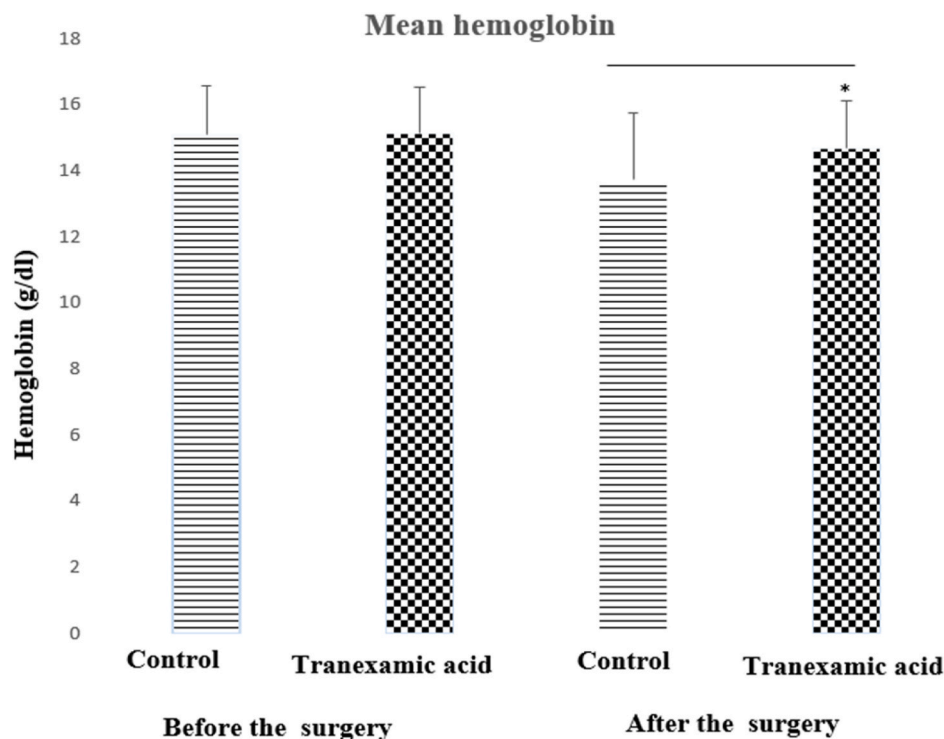 Mean hemoglobin
18
16
14
12
10
8
6
4
2
0
Hemoglobin (g/dl)
*
Control
Tranexamic acid
Control
Tranexamic acid
Before the surgery
After the surgery